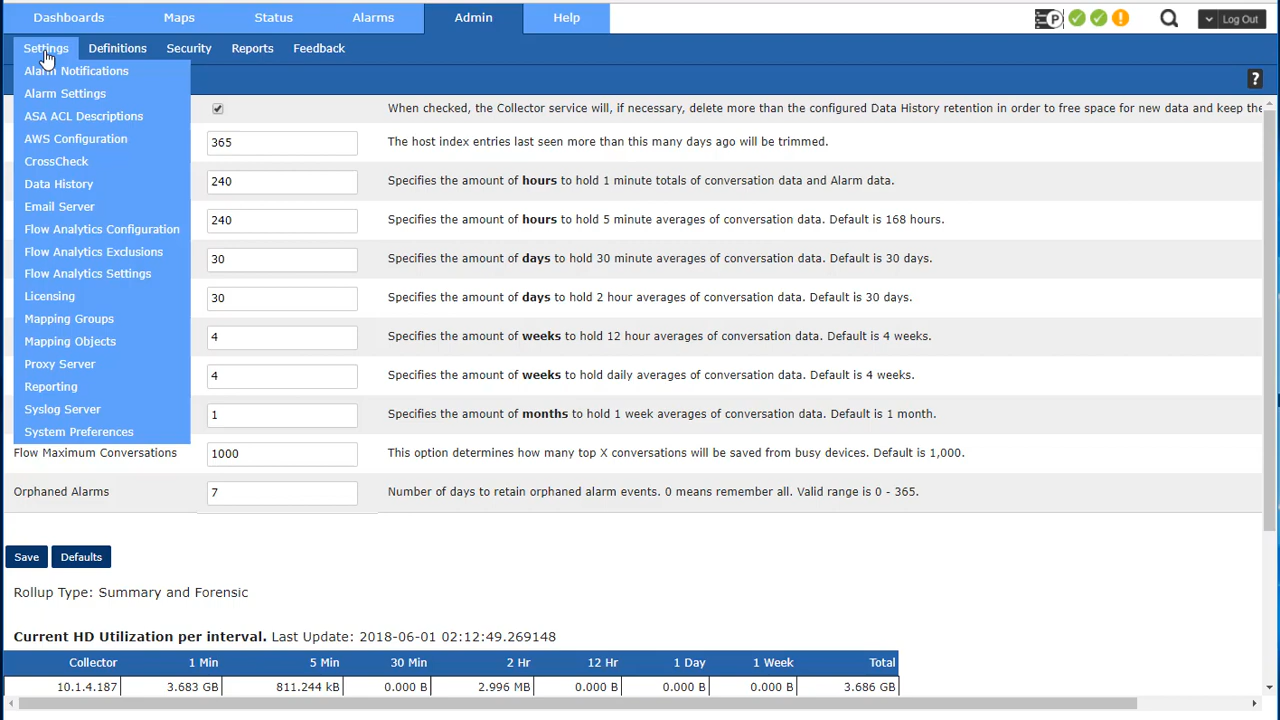 Dashboards Maps Status Alarms Admin Help P Log Out
Settings Definitions Security Reports Feedback
Alarm Notifications
?
Alarm Settings
ASA ACL Descriptions
AWS Configuration
CrossCheck
Data History
Email Server
Flow Analytics Configuration
Flow Analytics Exclusions
Flow Analytics Settings
Licensing
Mapping Groups
Mapping Objects
Proxy Server
Reporting
Syslog Server
System Preferences
When checked, the Collector service will, if necessary, delete more than the configured Data History retention in order to free space for new data and keep the
365 The host index entries last seen more than this many days ago will be trimmed.
240 Specifies the amount of hours to hold 1 minute totals of conversation data and Alarm data.
240 Specifies the amount of hours to hold 5 minute averages of conversation data. Default is 168 hours.
30 Specifies the amount of days to hold 30 minute averages of conversation data. Default is 30 days.
30 Specifies the amount of days to hold 2 hour averages of conversation data. Default is 30 days.
4 Specifies the amount of weeks to hold 12 hour averages of conversation data. Default is 4 weeks.
4 Specifies the amount of weeks to hold daily averages of conversation data. Default is 4 weeks.
1 Specifies the amount of months to hold 1 week averages of conversation data. Default is 1 month.
Flow Maximum Conversations 1000 This option determines how many top X conversations will be saved from busy devices. Default is 1,000.
Orphaned Alarms 7 Number of days to retain orphaned alarm events. 0 means remember all. Valid range is 0 - 365.
Save Defaults
Rollup Type: Summary and Forensic
Current HD Utilization per interval. Last Update: 2018-06-01 02:12:49.269148
Collector 1 Min 5 Min 30 Min 2 Hr 12 Hr 1 Day 1 Week Total
10.1.4.187 3.683 GB 811.244 kB 0.000 B 2.996 MB 0.000 B 0.000 B 0.000 B 3.686 GB